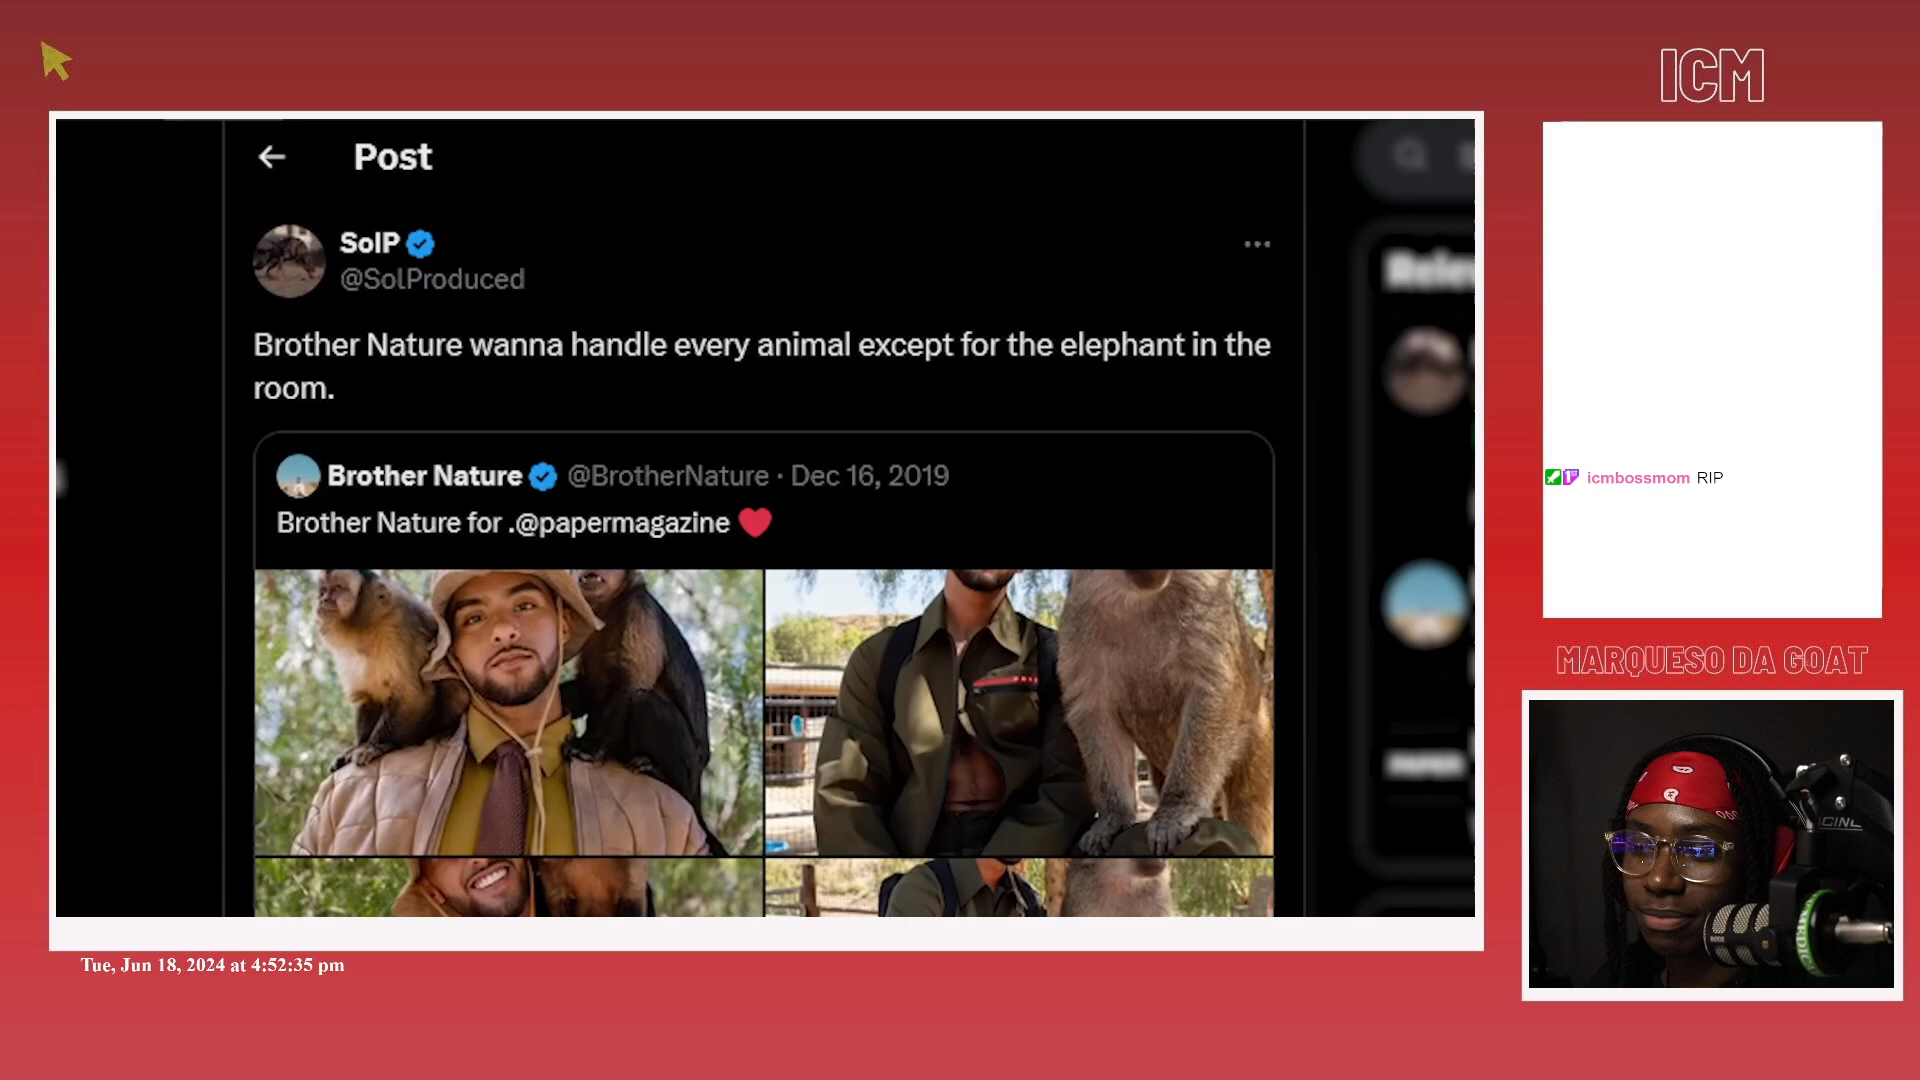 ICM
Post
SolP
@SolProduced
Brother Nature wanna handle every animal except for the elephant in the
room.
Brother Nature @BrotherNature · Dec 16, 2019
Brother Nature for .@papermagazine ❤️
icmbossmom RIP
MARQUESO DA GOAT
RODE
Tue, Jun 18, 2024 at 4:52:35 pm